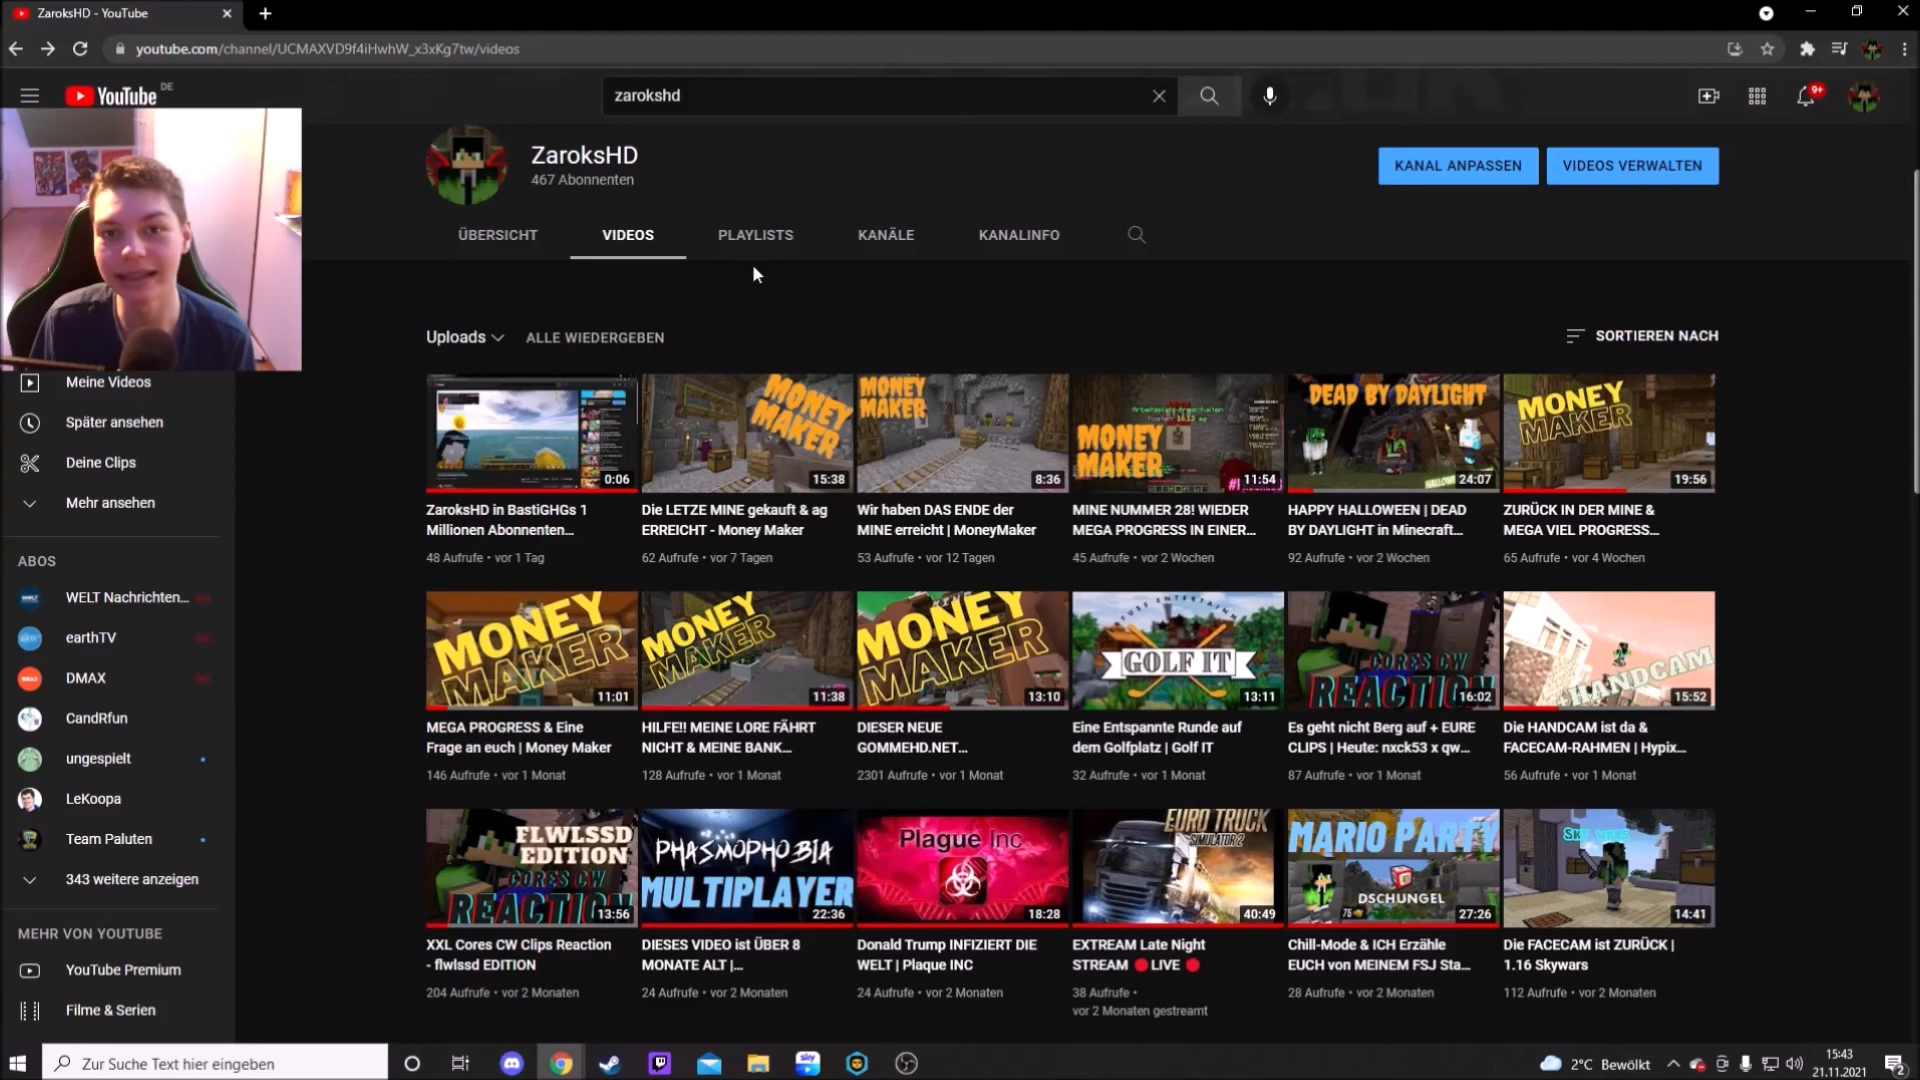 ZaroksHD - YouTube
youtube.com/channel/UCMAXVD9f4iHwhW_x3xKg7tw/videos
YouTube DE
zarokshd
9+
ZaroksHD
467 Abonnenten
KANAL ANPASSEN
VIDEOS VERWALTEN
ÜBERSICHT
VIDEOS
PLAYLISTS
KANÄLE
KANALINFO
Uploads
ALLE WIEDERGEBEN
SORTIEREN NACH
Meine Videos
Später ansehen
Deine Clips
Mehr ansehen
ABOS
WELT Nachrichten...
earthTV
DMAX
CandRfun
ungespielt
LeKoopa
Team Paluten
343 weitere anzeigen
MEHR VON YOUTUBE
YouTube Premium
Filme & Serien
0:06
ZaroksHD in BastiGHGs 1
Millionen Abonnenten...
48 Aufrufe • vor 1 Tag
MONEY
MAKER
15:38
Die LETZE MINE gekauft & ag
ERREICHT - Money Maker
62 Aufrufe • vor 7 Tagen
MONEY
MAKER
8:36
Wir haben DAS ENDE der
MINE erreicht | MoneyMaker
53 Aufrufe • vor 12 Tagen
MONEY
MAKER
11:54
MINE NUMMER 28! WIEDER
MEGA PROGRESS IN EINER...
45 Aufrufe • vor 2 Wochen
DEAD BY DAYLIGHT
24:07
HAPPY HALLOWEEN | DEAD
BY DAYLIGHT in Minecraft...
92 Aufrufe • vor 2 Wochen
MONEY
MAKER
19:56
ZURÜCK IN DER MINE &
MEGA VIEL PROGRESS...
65 Aufrufe • vor 4 Wochen
MONEY
MAKER
11:01
MEGA PROGRESS & Eine
Frage an euch | Money Maker
146 Aufrufe • vor 1 Monat
MONEY
MAKER
11:38
HILFE!! MEINE LORE FÄHRT
NICHT & MEINE BANK...
128 Aufrufe • vor 1 Monat
MONEY
MAKER
13:10
DIESER NEUE
GOMMEHD.NET...
2301 Aufrufe • vor 1 Monat
GOLF IT
13:11
Eine Entspannte Runde auf
dem Golfplatz | Golf IT
32 Aufrufe • vor 1 Monat
CORES CW
REACTION
16:02
Es geht nicht Berg auf + EURE
CLIPS | Heute: nxck53 x qw...
87 Aufrufe • vor 1 Monat
+HANDCAM
15:52
Die HANDCAM ist da &
FACECAM-RAHMEN | Hypix...
56 Aufrufe • vor 1 Monat
FLWLSSD
EDITION
CORES CW
REACTION
13:56
XXL Cores CW Clips Reaction
- flwlssd EDITION
204 Aufrufe • vor 2 Monaten
PHASMOPHOBIA
MULTIPLAYER
22:36
DIESES VIDEO ist ÜBER 8
MONATE ALT |...
24 Aufrufe • vor 2 Monaten
Plague Inc
18:28
Donald Trump INFIZIERT DIE
WELT | Plaque INC
24 Aufrufe • vor 2 Monaten
EURO TRUCK
SIMULATOR 2
40:49
EXTREAM Late Night
STREAM 🔴LIVE 🔴
38 Aufrufe •
vor 2 Monaten gestreamt
MARIO PARTY
DSCHUNGEL
75
27:26
Chill-Mode & ICH Erzähle
EUCH von MEINEM FSJ Sta...
28 Aufrufe • vor 2 Monaten
SKY WARS
14:41
Die FACECAM ist ZURÜCK |
1.16 Skywars
112 Aufrufe • vor 2 Monaten
Zur Suche Text hier eingeben
sky
2°C Bewölkt
15:43
21.11.2021
2